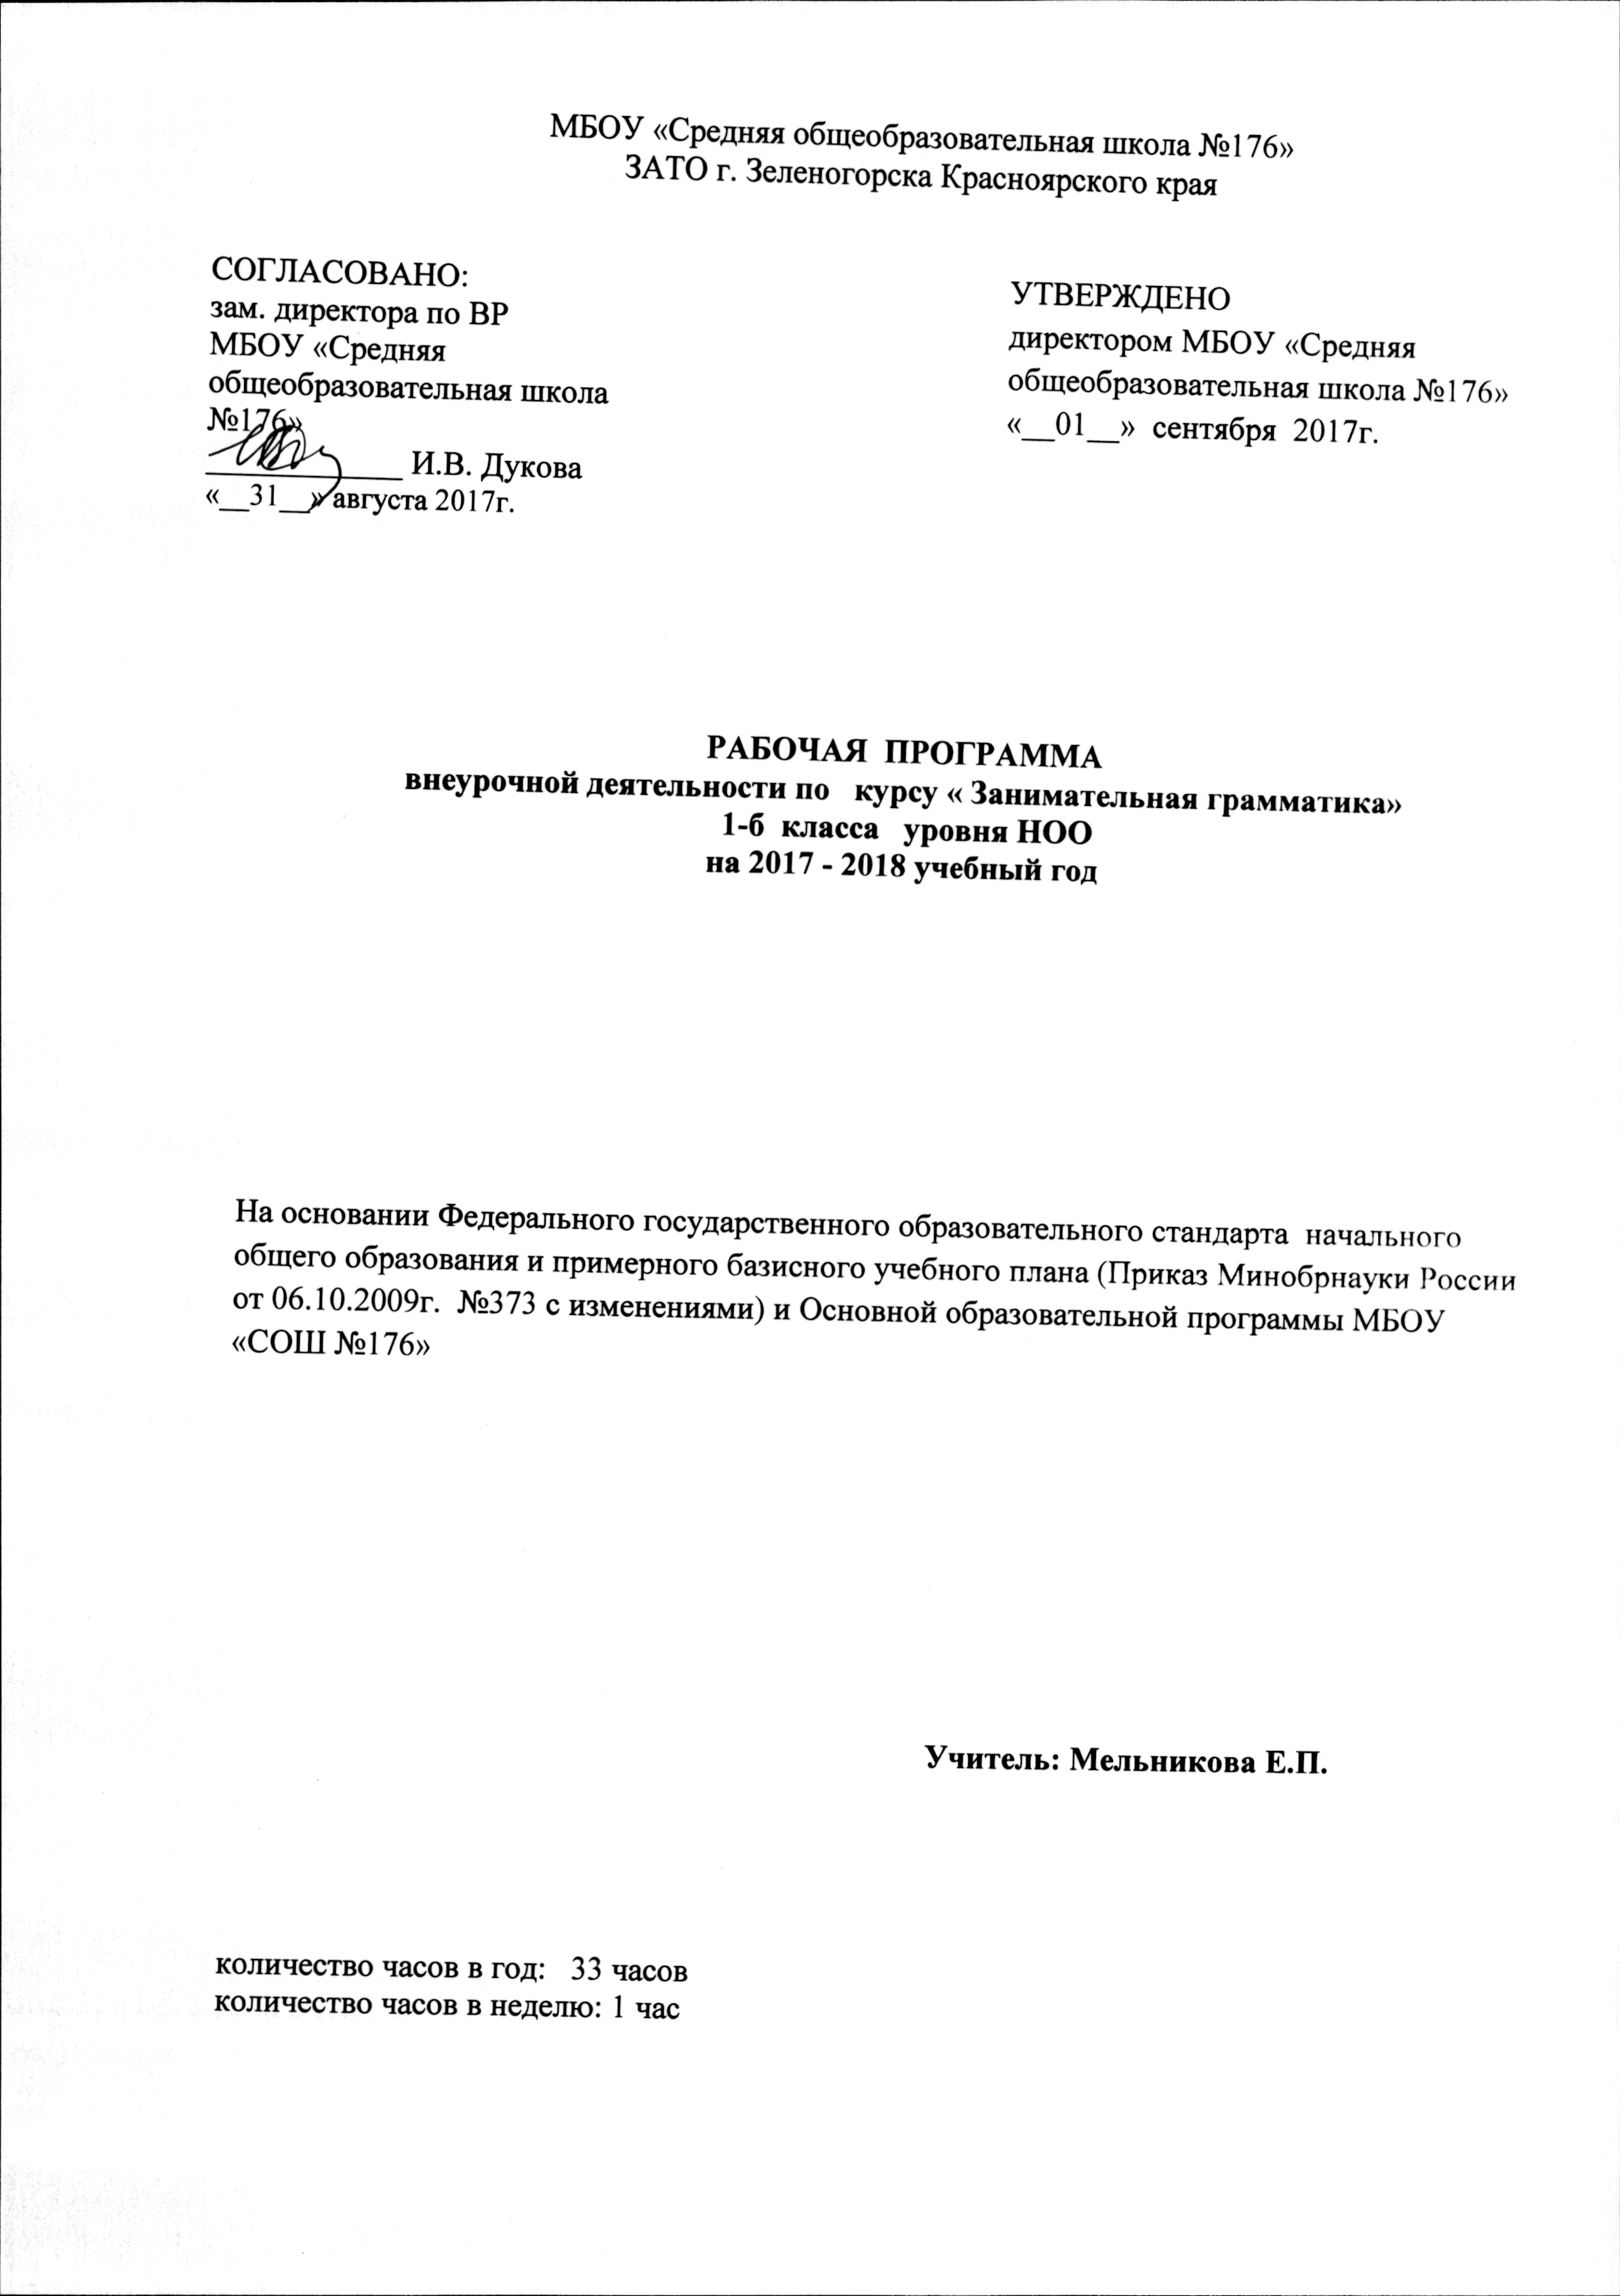 МБОУ «Средняя общеобразовательная школа №176»
ЗАТО г. Зеленогорска Красноярского края
СОГЛАСОВАНО:
зам. директора по ВР
МБОУ «Средняя
общеобразовательная школа
№176»
____________ И.В. Дукова
«__31__» августа 2017г.
УТВЕРЖДЕНО
директором МБОУ «Средняя
общеобразовательная школа №176»
«__01__» сентября 2017г.
РАБОЧАЯ ПРОГРАММА
внеурочной деятельности по курсу « Занимательная грамматика»
1-б класса уровня НОО
на 2017 - 2018 учебный год
На основании Федерального государственного образовательного стандарта начального
общего образования и примерного базисного учебного плана (Приказ Минобрнауки России
от 06.10.2009г. №373 с изменениями) и Основной образовательной программы МБОУ
«СОШ №176»
Учитель: Мельникова Е.П.
количество часов в год: 33 часов
количество часов в неделю: 1 час